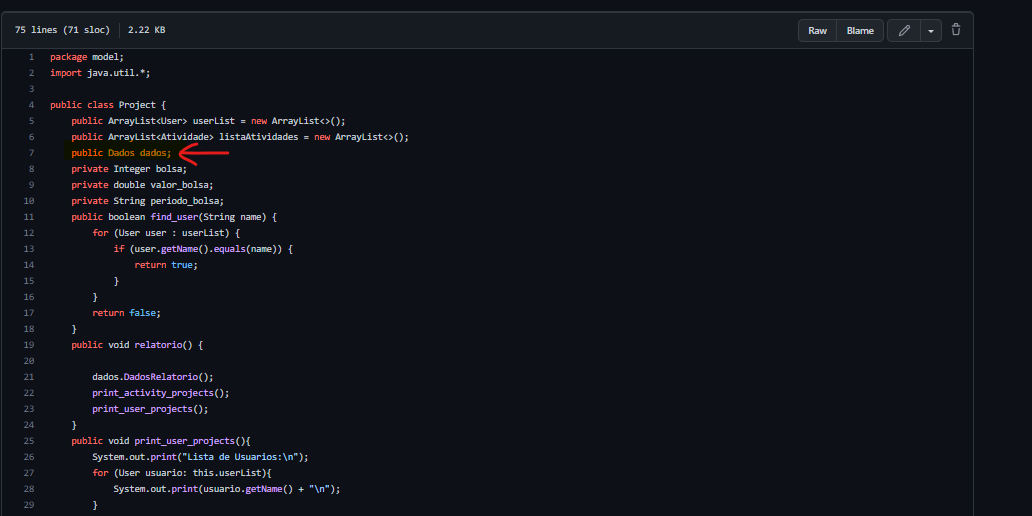 75 lines (71 sloc) 2.22 KB Raw Blame
1 package model;
2 import java.util.*;
3
4 public class Project {
5 public ArrayList<User> userList = new ArrayList<>();
6 public ArrayList<Atividade> listaAtividades = new ArrayList<>();
7 public Dados dados;
8 private Integer bolsa;
9 private double valor_bolsa;
10 private String periodo_bolsa;
11 public boolean find_user(String name) {
12 for (User user : userList) {
13 if (user.getName().equals(name)) {
14 return true;
15 }
16 }
17 return false;
18 }
19 public void relatorio() {
20
21 dados.DadosRelatorio();
22 print_activity_projects();
23 print_user_projects();
24 }
25 public void print_user_projects(){
26 System.out.print("Lista de Usuarios:\n");
27 for (User usuario: this.userList){
28 System.out.print(usuario.getName() + "\n");
29 }